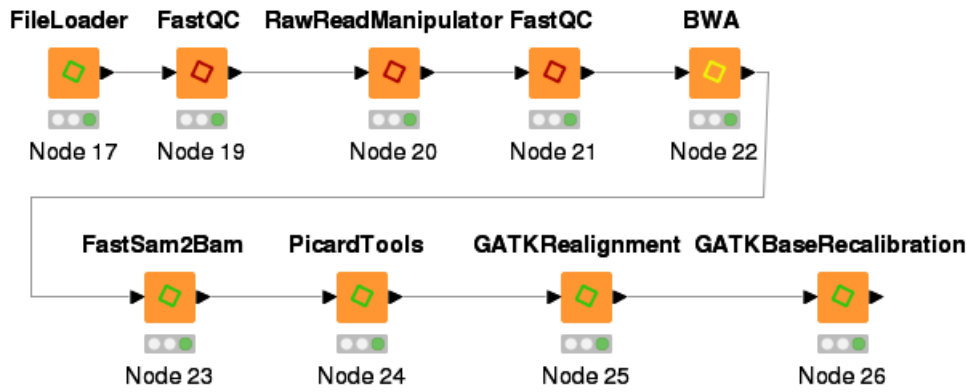 FileLoader FastQC RawReadManipulator FastQC BWA
Node 17 Node 19 Node 20 Node 21 Node 22
FastSam2Bam PicardTools GATKRealignment GATKBaseRecalibration
Node 23 Node 24 Node 25 Node 26